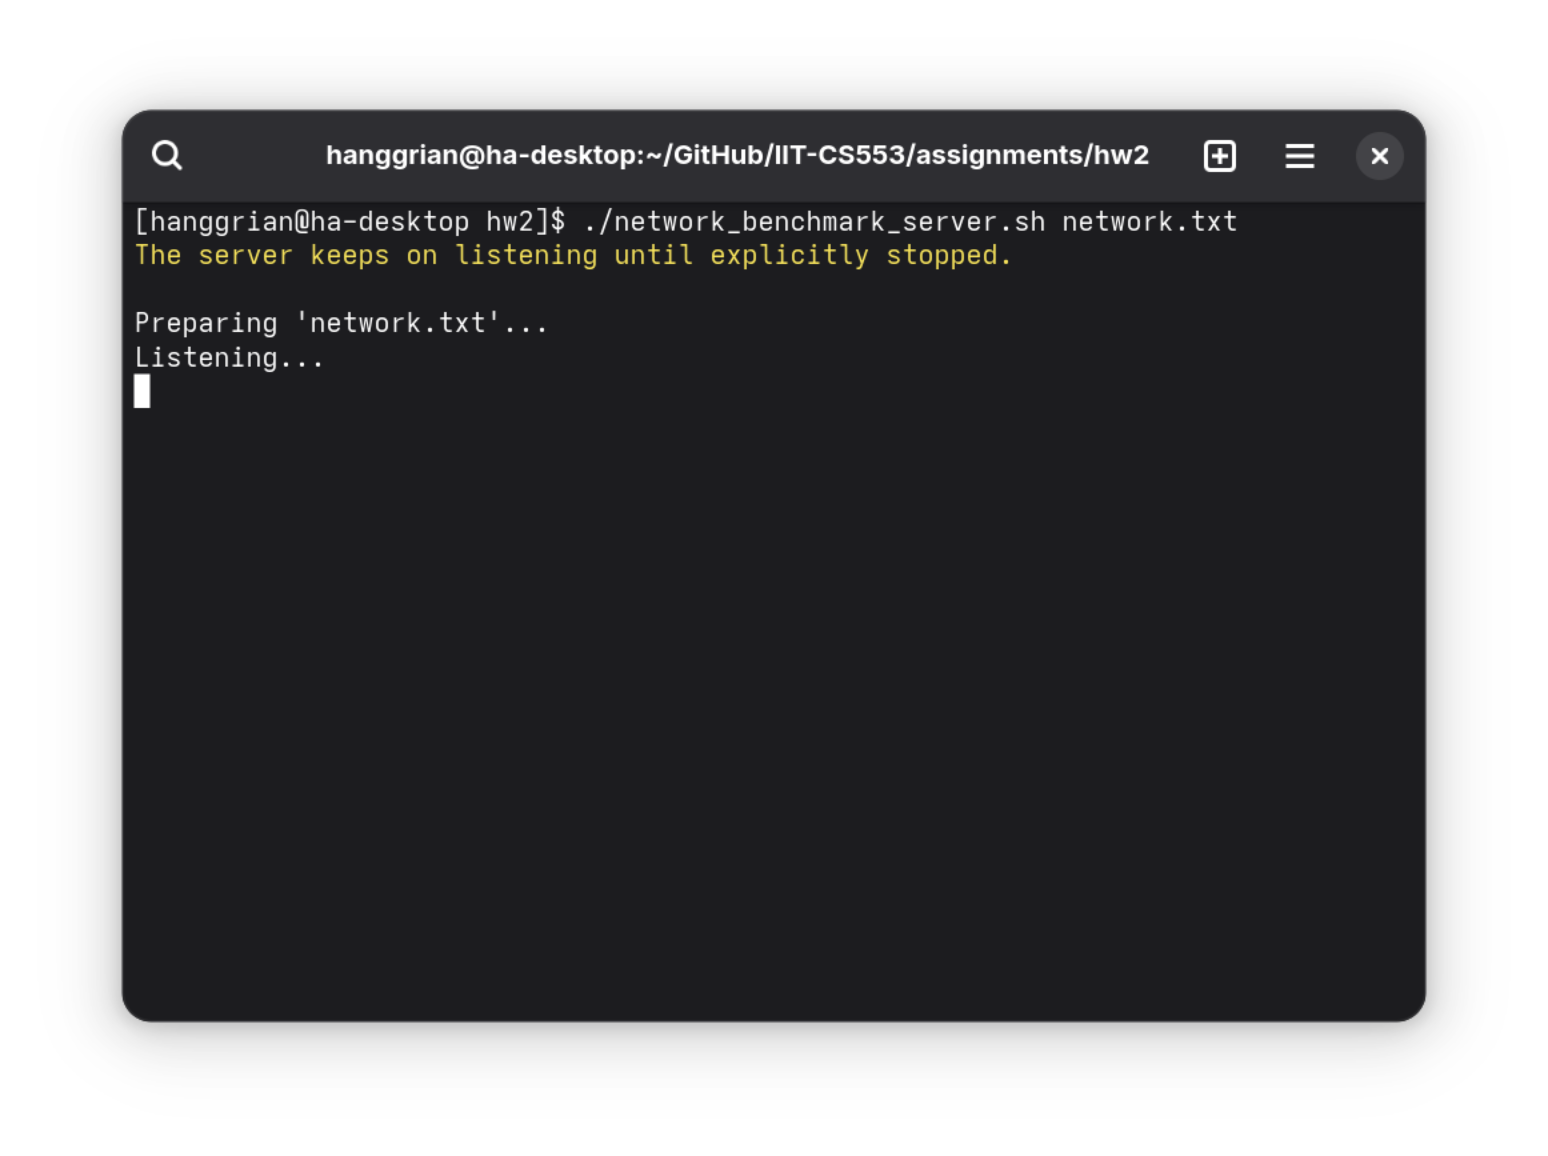 hanggrian@ha-desktop:~/GitHub/IIT-CS553/assignments/hw2
[hanggrian@ha-desktop hw2]$ ./network_benchmark_server.sh network.txt
The server keeps on listening until explicitly stopped.
Preparing 'network.txt'...
Listening...